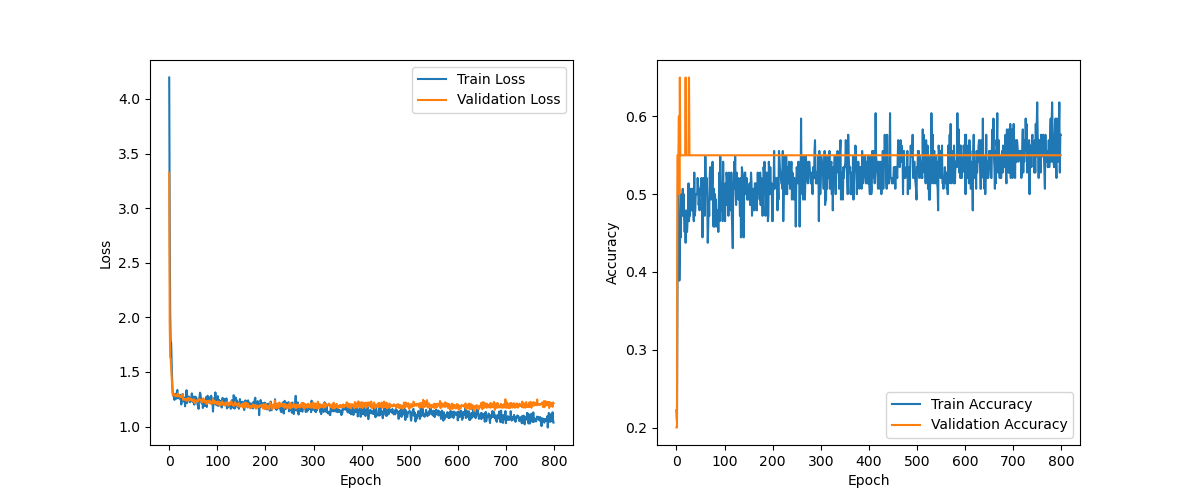 4.0
3.5
3.0
2.5
2.0
1.5
1.0
Loss
0 100 200 300 400 500 600 700 800
Epoch
Train Loss
Validation Loss
0.6
0.5
0.4
0.3
0.2
Accuracy
0 100 200 300 400 500 600 700 800
Epoch
Train Accuracy
Validation Accuracy